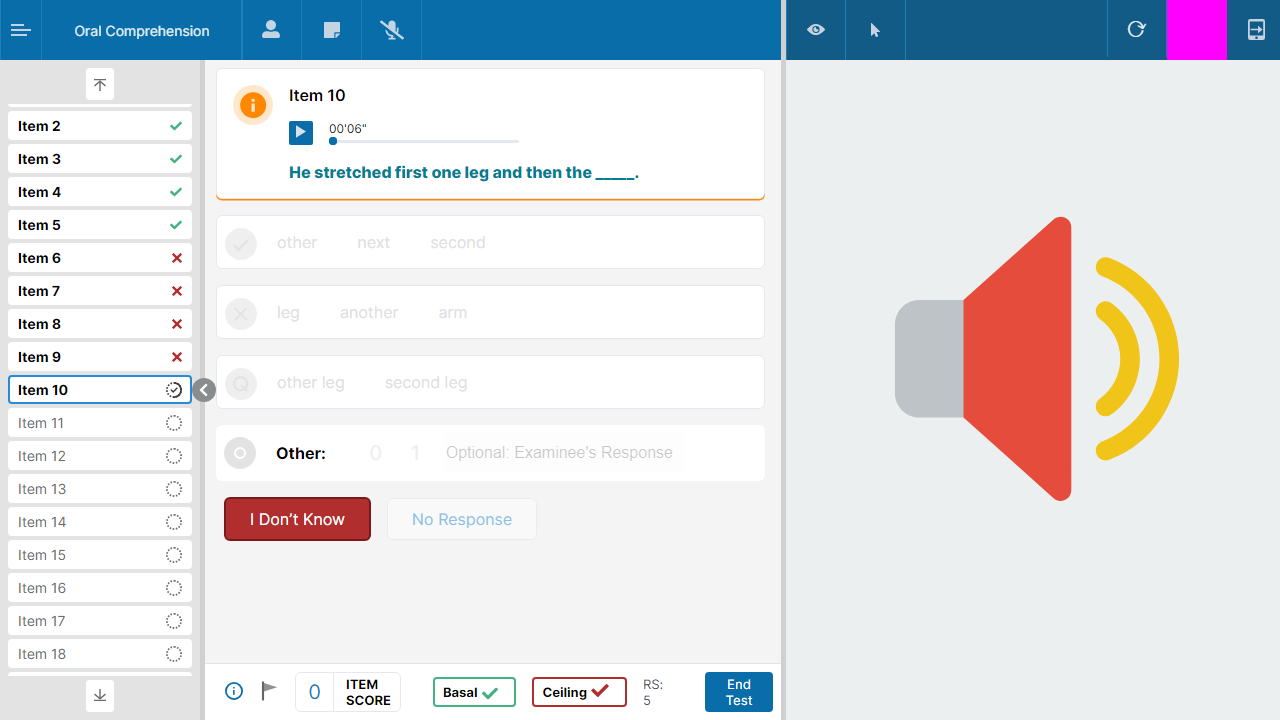 Oral Comprehension
Item 2
Item 3
Item 4
Item 5
Item 6
Item 7
Item 8
Item 9
Item 10
Item 11
Item 12
Item 13
Item 14
Item 15
Item 16
Item 17
Item 18
Item 10
00'06"
He stretched first one leg and then the _____.
other next second
leg another arm
other leg second leg
Other: 0 1 Optional: Examinee's Response
I Don't Know No Response
0 ITEM SCORE
Basal
Ceiling
RS: 5
End Test